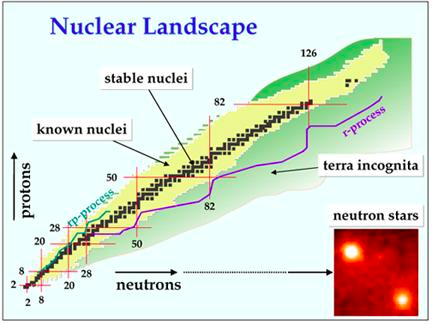 Nuclear Landscape
126
stable nuclei
82
r-process
known nuclei
terra incognita
50
protons
rp-process
82
neutron stars
28
20
50
8
28
2
20
2
8
neutrons